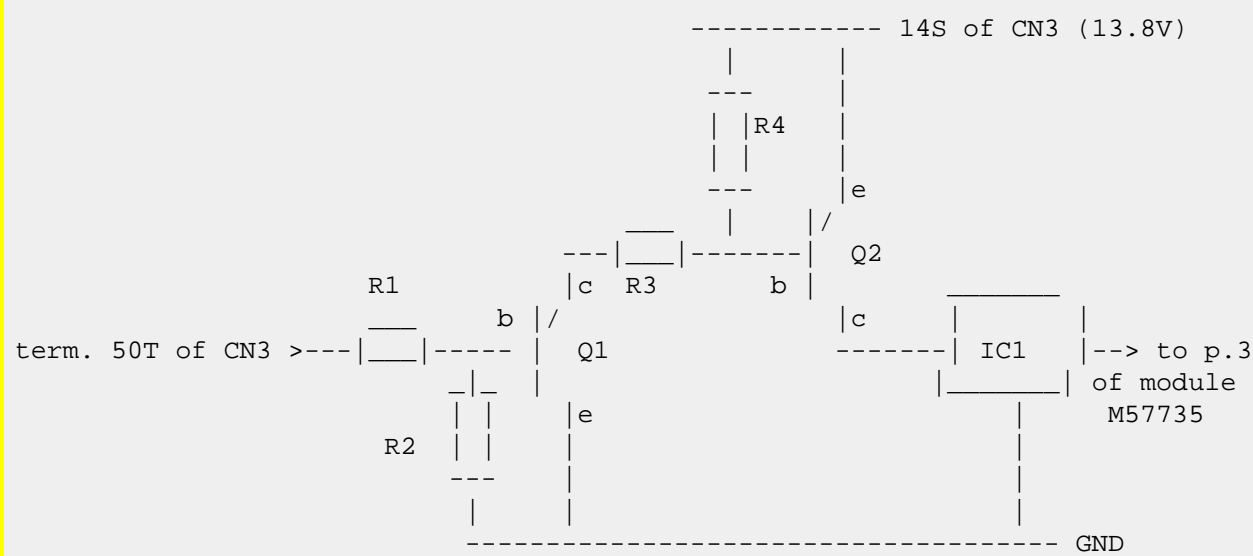 14S of CN3 (13.8V)
R4
e
Q2
R1
c R3 b
b c
term. 50T of CN3 > Q1 IC1 --> to p.3
of module
e M57735
R2
GND